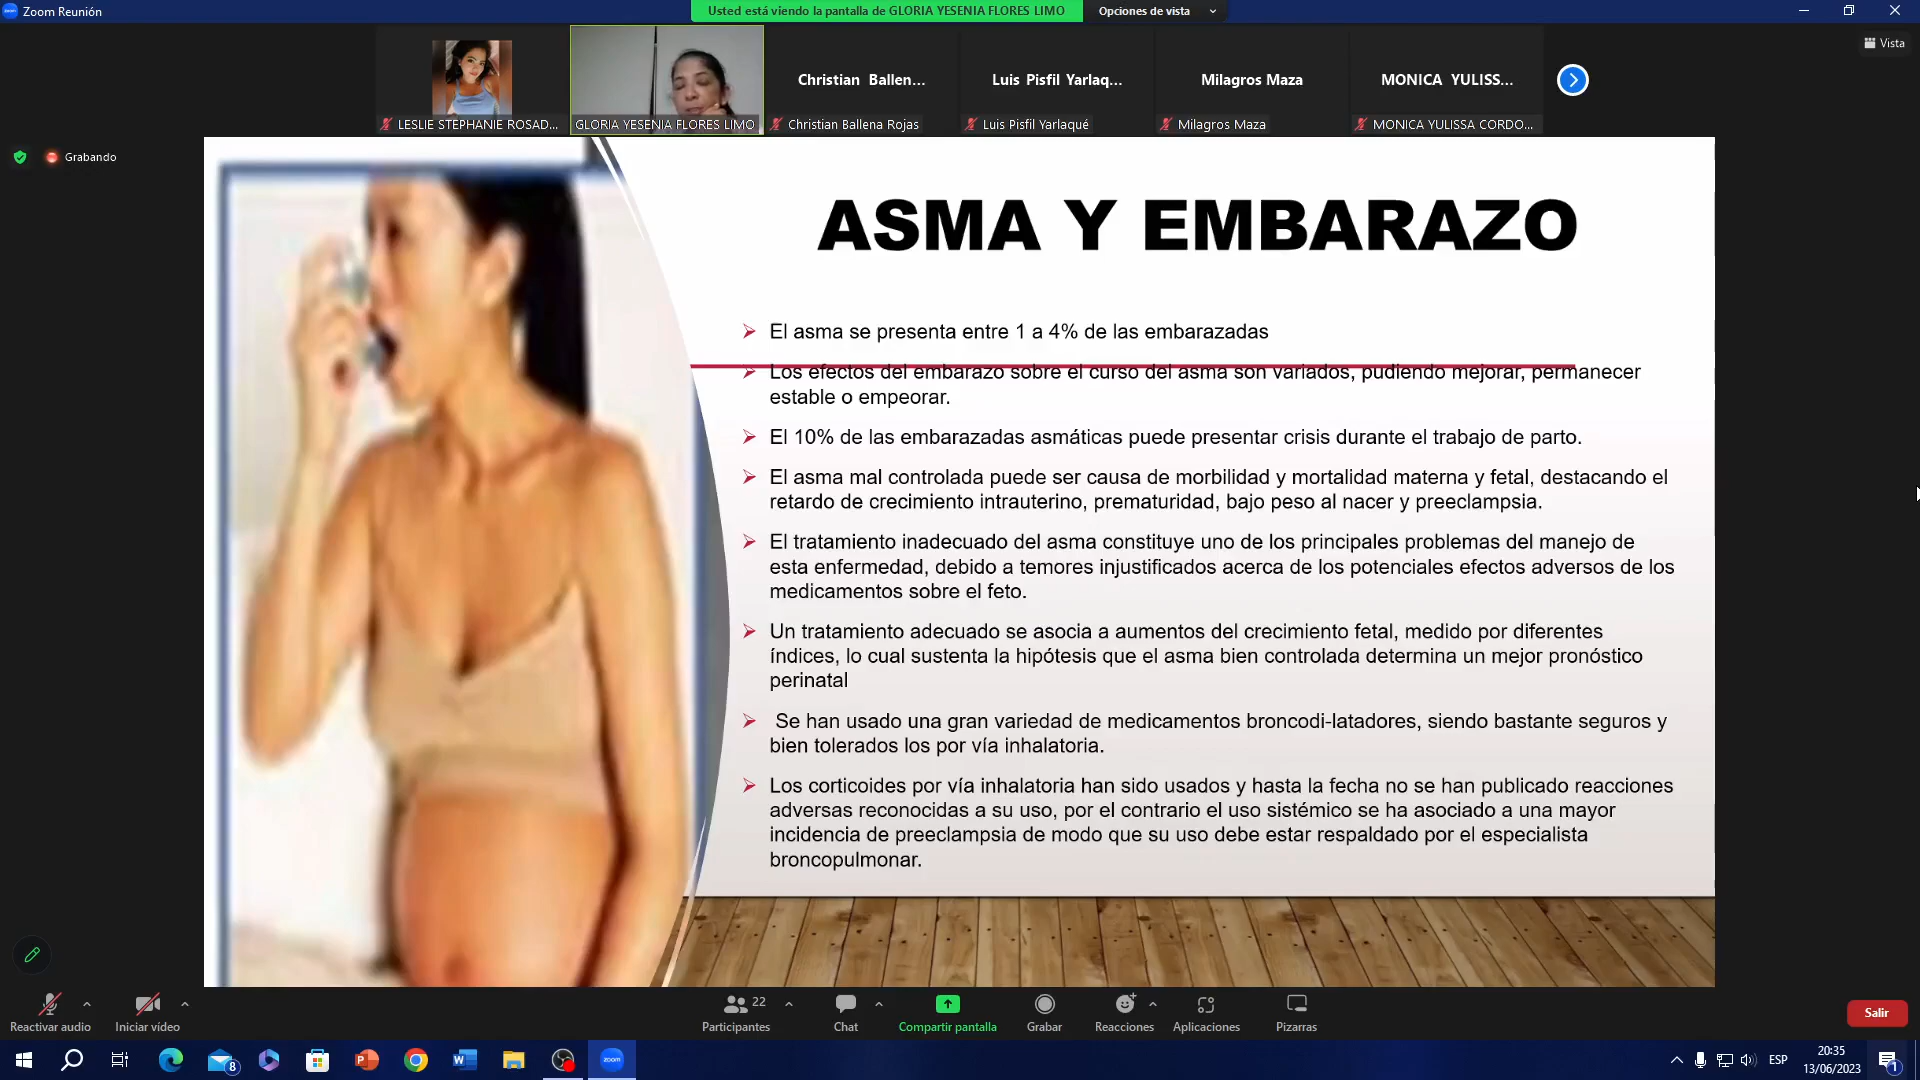 Zoom Reunión
Usted está viendo la pantalla de GLORIA YESENIA FLORES LIMO
Opciones de vista
Vista
Christian Ballen...
Luis Pisfil Yarlaq...
Milagros Maza
MONICA YULISS...
LESLIE STEPHANIE ROSAD...
GLORIA YESENIA FLORES LIMO
Christian Ballena Rojas
Luis Pisfil Yarlaqué
Milagros Maza
MONICA YULISSA CORDO...
Grabando
ASMA Y EMBARAZO
El asma se presenta entre 1 a 4% de las embarazadas
Los efectos del embarazo sobre el curso del asma son variados, pudiendo mejorar, permanecer
estable o empeorar.
El 10% de las embarazadas asmáticas puede presentar crisis durante el trabajo de parto.
El asma mal controlada puede ser causa de morbilidad y mortalidad materna y fetal, destacando el
retardo de crecimiento intrauterino, prematuridad, bajo peso al nacer y preeclampsia.
El tratamiento inadecuado del asma constituye uno de los principales problemas del manejo de
esta enfermedad, debido a temores injustificados acerca de los potenciales efectos adversos de los
medicamentos sobre el feto.
Un tratamiento adecuado se asocia a aumentos del crecimiento fetal, medido por diferentes
índices, lo cual sustenta la hipótesis que el asma bien controlada determina un mejor pronóstico
perinatal
Se han usado una gran variedad de medicamentos broncodi-latadores, siendo bastante seguros y
bien tolerados los por vía inhalatoria.
Los corticoides por vía inhalatoria han sido usados y hasta la fecha no se han publicado reacciones
adversas reconocidas a su uso, por el contrario el uso sistémico se ha asociado a una mayor
incidencia de preeclampsia de modo que su uso debe estar respaldado por el especialista
broncopulmonar.
22
Reactivar audio
Iniciar vídeo
Participantes
Chat
Compartir pantalla
Grabar
Reacciones
Aplicaciones
Pizarras
Salir
8
zoom
ESP
20:35
13/06/2023
1